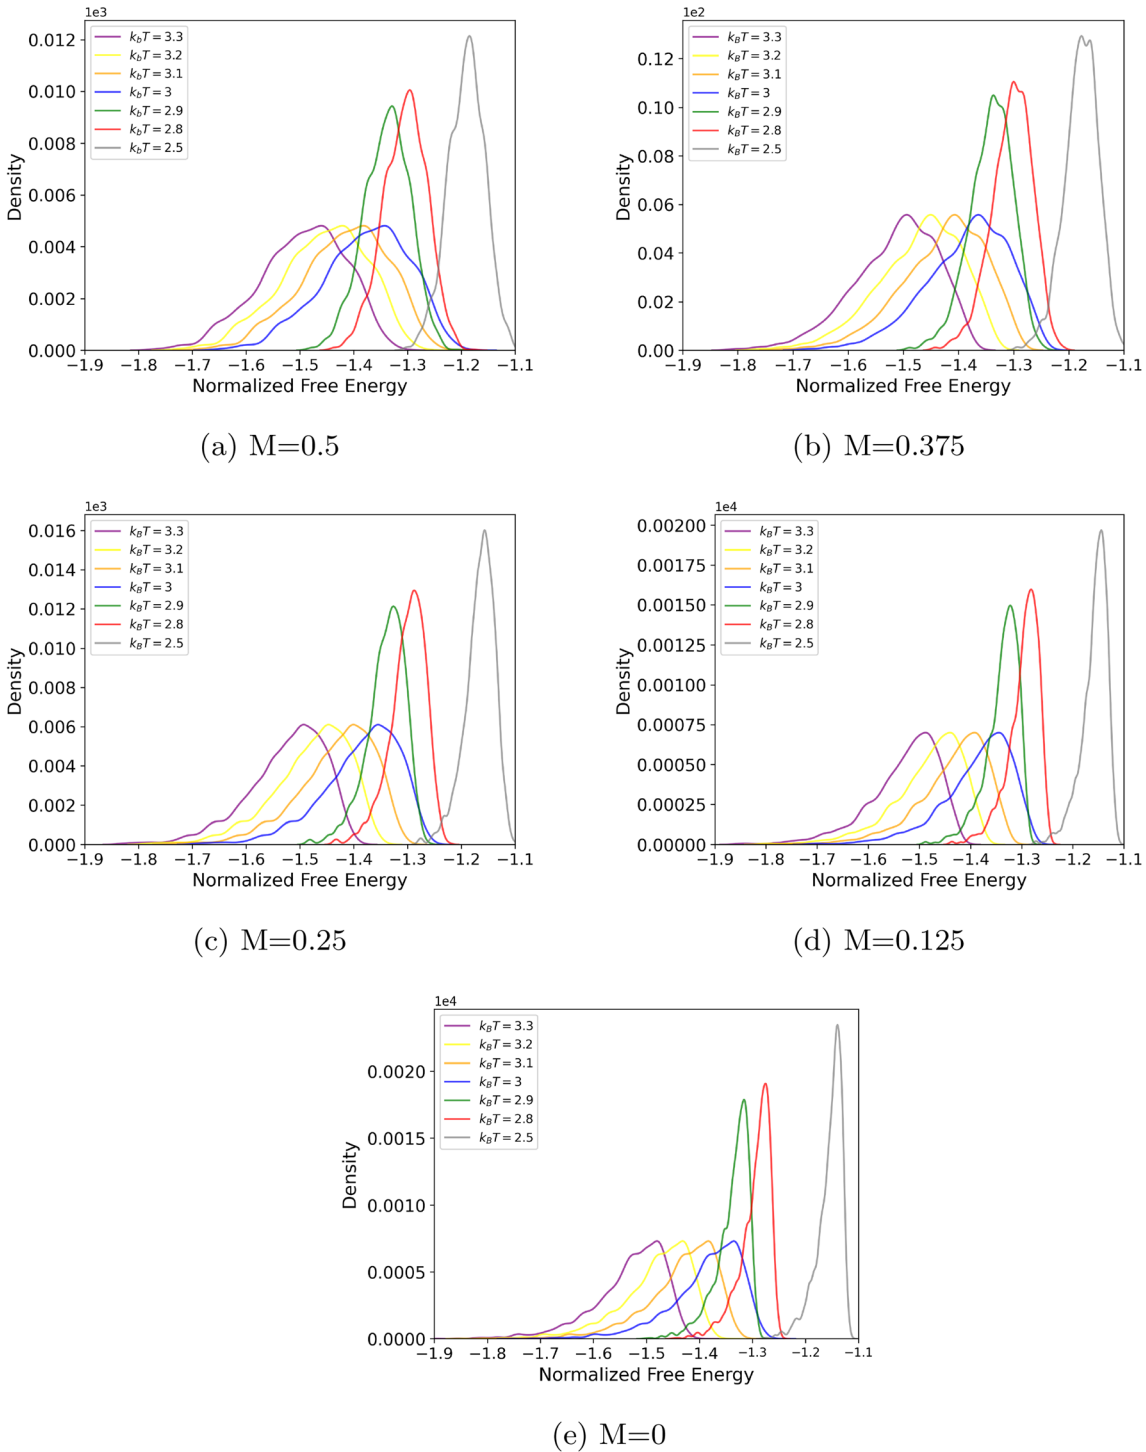 1e3
0.012
0.010
0.008
0.006
0.004
0.002
0.000
Density
k_bT = 3.3
k_bT = 3.2
k_bT = 3.1
k_bT = 3
k_bT = 2.9
k_bT = 2.8
k_bT = 2.5
−1.9 −1.8 −1.7 −1.6 −1.5 −1.4 −1.3 −1.2 −1.1
Normalized Free Energy
(a) M=0.5
1e2
0.12
0.10
0.08
0.06
0.04
0.02
0.00
Density
k_BT = 3.3
k_BT = 3.2
k_BT = 3.1
k_BT = 3
k_BT = 2.9
k_BT = 2.8
k_BT = 2.5
−1.9 −1.8 −1.7 −1.6 −1.5 −1.4 −1.3 −1.2 −1.1
Normalized Free Energy
(b) M=0.375
1e3
0.016
0.014
0.012
0.010
0.008
0.006
0.004
0.002
0.000
Density
k_BT = 3.3
k_BT = 3.2
k_BT = 3.1
k_BT = 3
k_BT = 2.9
k_BT = 2.8
k_BT = 2.5
−1.9 −1.8 −1.7 −1.6 −1.5 −1.4 −1.3 −1.2 −1.1
Normalized Free Energy
(c) M=0.25
1e4
0.00200
0.00175
0.00150
0.00125
0.00100
0.00075
0.00050
0.00025
0.00000
Density
k_BT = 3.3
k_BT = 3.2
k_BT = 3.1
k_BT = 3
k_BT = 2.9
k_BT = 2.8
k_BT = 2.5
−1.9 −1.8 −1.7 −1.6 −1.5 −1.4 −1.3 −1.2 −1.1
Normalized Free Energy
(d) M=0.125
1e4
0.0020
0.0015
0.0010
0.0005
0.0000
Density
k_BT = 3.3
k_BT = 3.2
k_BT = 3.1
k_BT = 3
k_BT = 2.9
k_BT = 2.8
k_BT = 2.5
−1.9 −1.8 −1.7 −1.6 −1.5 −1.4 −1.3 −1.2 −1.1
Normalized Free Energy
(e) M=0